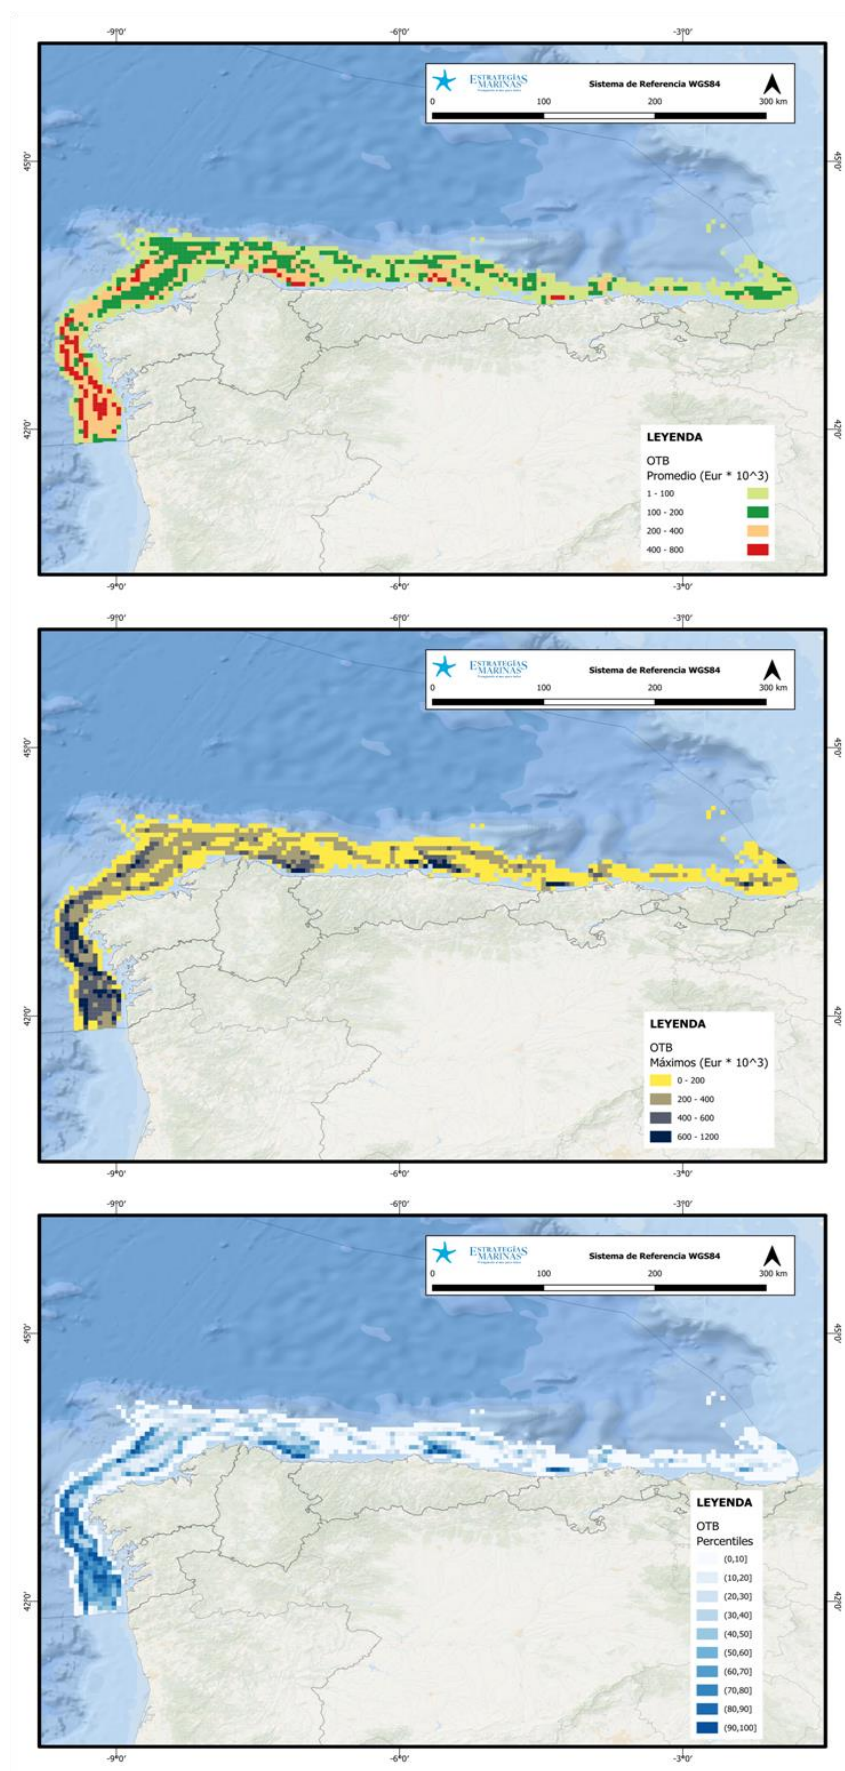 -9°0' -6°0' -3°0'
ESTRATEGIAS
MARINAS
Sistema de Referencia WGS84
0 100 200 300 km
45°0'
45°0'
42°0'
42°0'
LEYENDA
OTB
Promedio (Eur * 10^3)
1 - 100
100 - 200
200 - 400
400 - 800
-9°0' -6°0' -3°0'
-9°0' -6°0' -3°0'
ESTRATEGIAS
MARINAS
Sistema de Referencia WGS84
0 100 200 300 km
45°0'
45°0'
42°0'
42°0'
LEYENDA
OTB
Máximos (Eur * 10^3)
0 - 200
200 - 400
400 - 600
600 - 1200
-9°0' -6°0' -3°0'
-9°0' -6°0' -3°0'
ESTRATEGIAS
MARINAS
Sistema de Referencia WGS84
0 100 200 300 km
45°0'
45°0'
42°0'
42°0'
LEYENDA
OTB
Percentiles
(0,10]
(10,20]
(20,30]
(30,40]
(40,50]
(50,60]
(60,70]
(70,80]
(80,90]
(90,100]
-9°0' -6°0' -3°0'